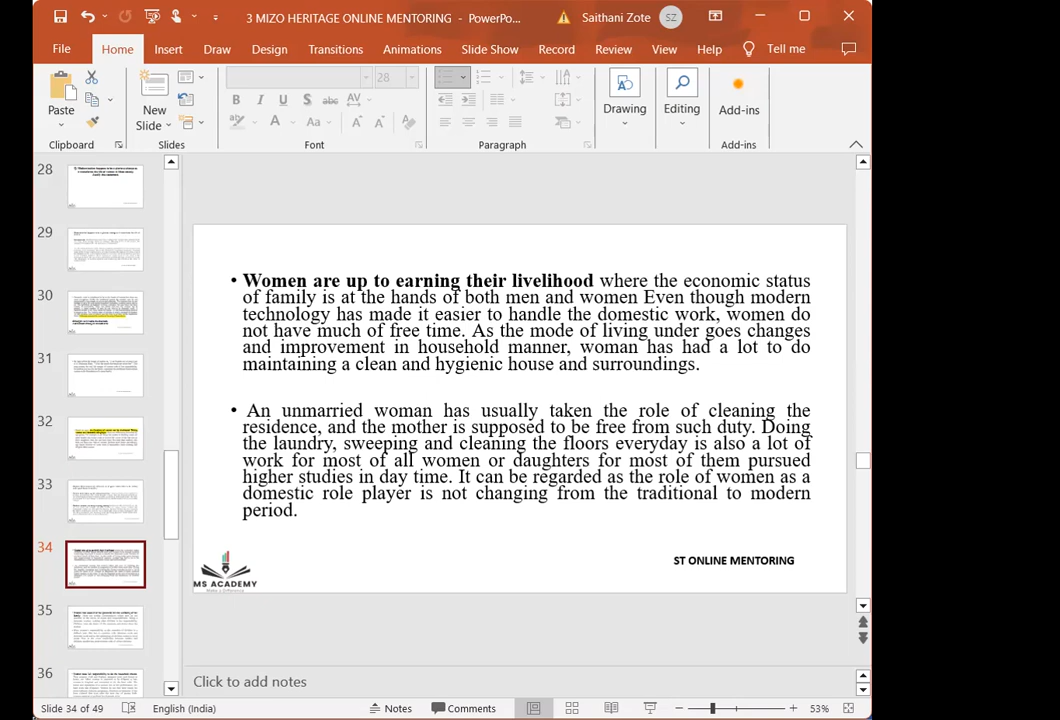 3 MIZO HERITAGE ONLINE MENTORING - PowerPo...
Saithani Zote SZ
File Home Insert Draw Design Transitions Animations Slide Show Record Review View Help Tell me
Paste
New
Slide
28
Drawing
Editing
Add-ins
Clipboard Slides Font Paragraph Add-ins
28
29
30
31
32
33
34
35
36
• Women are up to earning their livelihood where the economic status
of family is at the hands of both men and women Even though modern
technology has made it easier to handle the domestic work, women do
not have much of free time. As the mode of living under goes changes
and improvement in household manner, woman has had a lot to do
maintaining a clean and hygienic house and surroundings.
• An unmarried woman has usually taken the role of cleaning the
residence, and the mother is supposed to be free from such duty. Doing
the laundry, sweeping and cleaning the floors everyday is also a lot of
work for most of all women or daughters for most of them pursued
higher studies in day time. It can be regarded as the role of women as a
domestic role player is not changing from the traditional to modern
period.
MS ACADEMY
Make a Difference
ST ONLINE MENTORING
Click to add notes
Slide 34 of 49 English (India) Notes Comments 53%